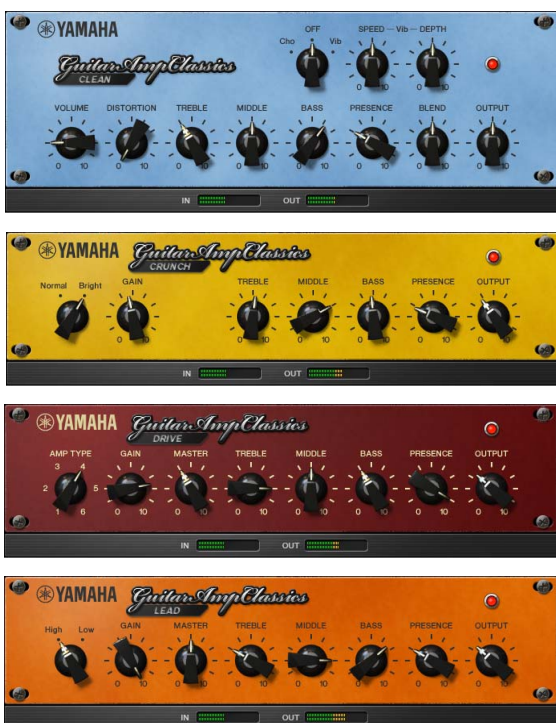 YAMAHA
OFF
SPEED — Vib — DEPTH
Cho
Vib
Guitar Amp Classics
CLEAN
0 10 0 10
VOLUME DISTORTION TREBLE MIDDLE BASS PRESENCE BLEND OUTPUT
0 10 0 10 0 10 0 10 0 10 0 10 0 10 0 10
IN OUT
YAMAHA Guitar Amp Classics
CRUNCH
Normal Bright GAIN TREBLE MIDDLE BASS PRESENCE OUTPUT
0 10 0 10 0 10 0 10 0 10 0 10
IN OUT
YAMAHA Guitar Amp Classics
DRIVE
AMP TYPE GAIN MASTER TREBLE MIDDLE BASS PRESENCE OUTPUT
3 4
2 5
1 6 0 10 0 10 0 10 0 10 0 10 0 10 0 10
IN OUT
YAMAHA Guitar Amp Classics
LEAD
High Low GAIN MASTER TREBLE MIDDLE BASS PRESENCE OUTPUT
0 10 0 10 0 10 0 10 0 10 0 10 0 10
IN OUT